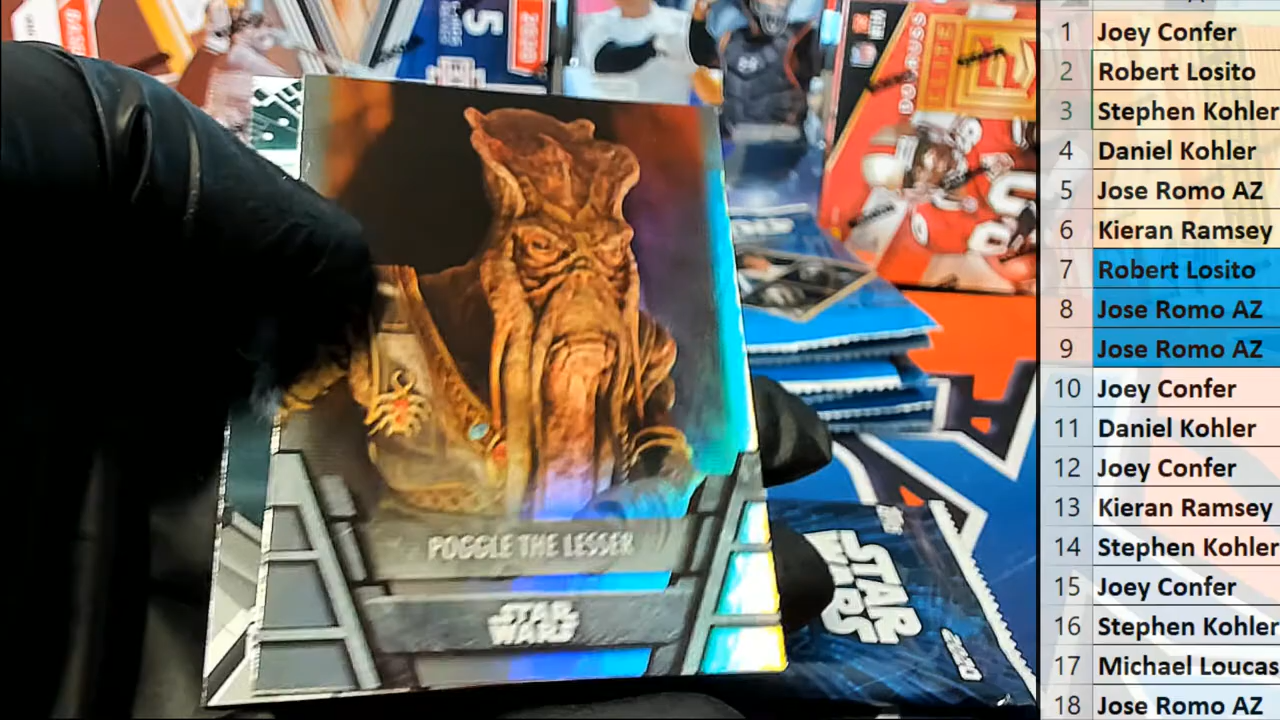 POGGLE THE LESSER
STAR
WARS
STAR
WARS
5
1 Joey Confer
2 Robert Losito
3 Stephen Kohler
4 Daniel Kohler
5 Jose Romo AZ
6 Kieran Ramsey
7 Robert Losito
8 Jose Romo AZ
9 Jose Romo AZ
10 Joey Confer
11 Daniel Kohler
12 Joey Confer
13 Kieran Ramsey
14 Stephen Kohler
15 Joey Confer
16 Stephen Kohler
17 Michael Loucas
18 Jose Romo AZ